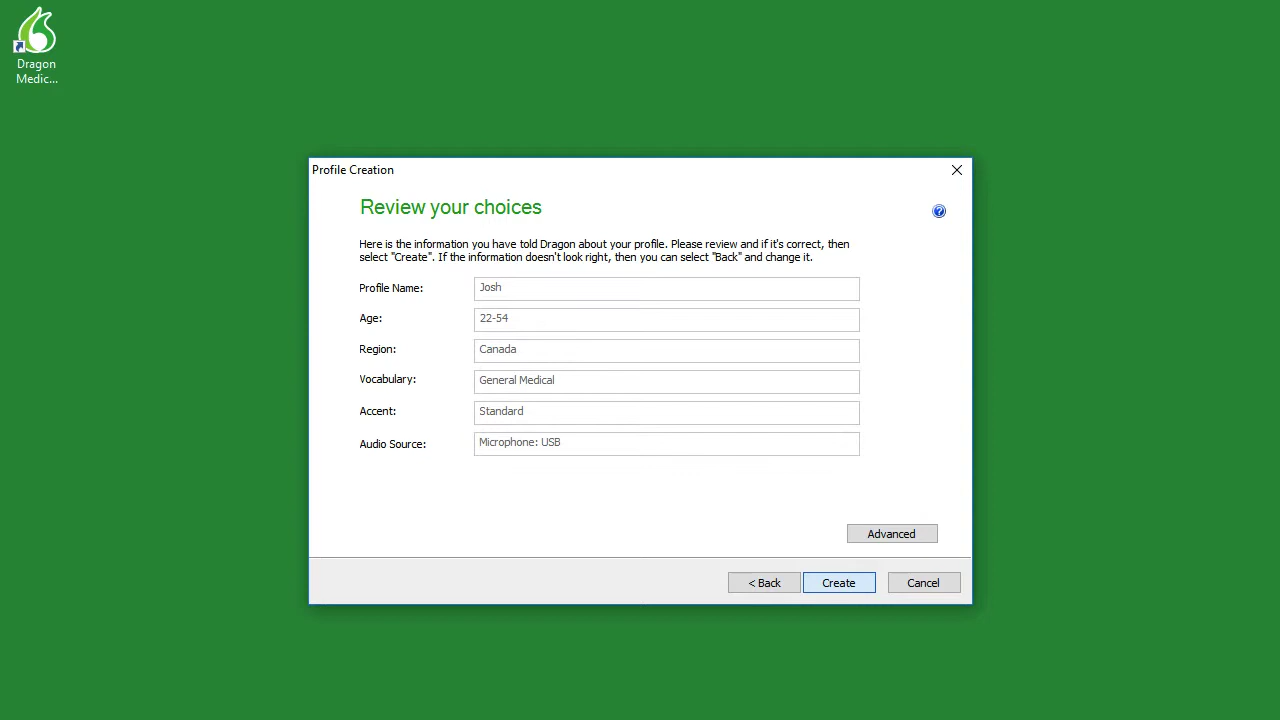 Dragon
Medic...
Profile Creation
Review your choices
Here is the information you have told Dragon about your profile. Please review and if it's correct, then
select "Create". If the information doesn't look right, then you can select "Back" and change it.
Profile Name: Josh
Age: 22-54
Region: Canada
Vocabulary: General Medical
Accent: Standard
Audio Source: Microphone: USB
Advanced
< Back Create Cancel